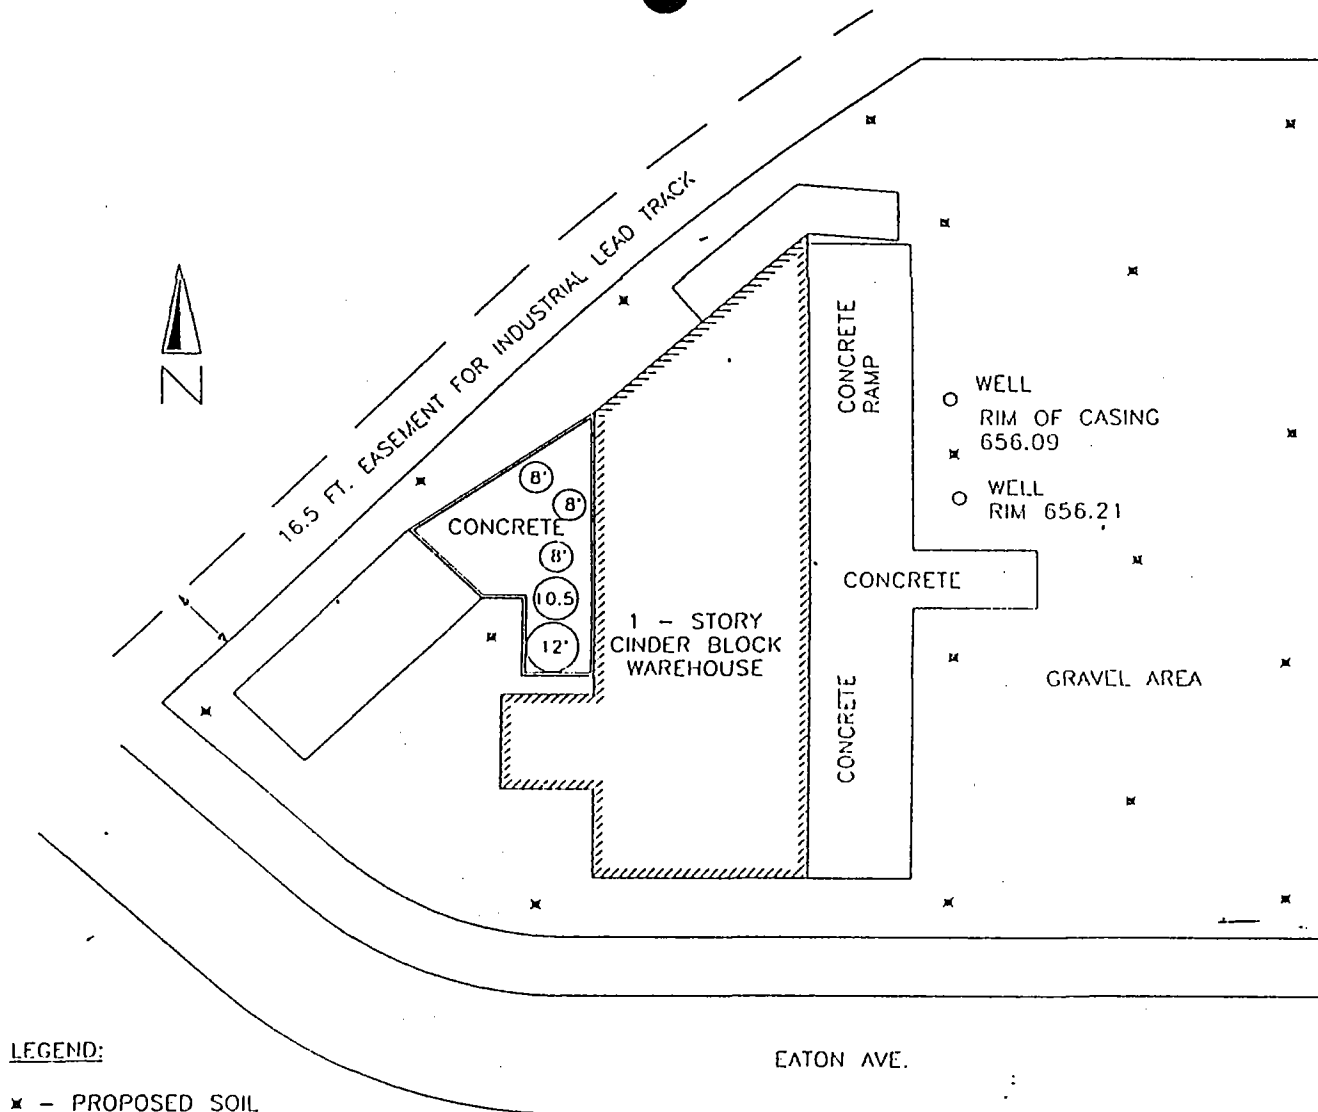 16.5 FT. EASEMENT FOR INDUSTRIAL LEAD TRACK
N
CONCRETE
RAMP
WELL
RIM OF CASING
656.09
WELL
RIM 656.21
8'
8'
CONCRETE
8'
10.5
12'
CONCRETE
1 - STORY
CINDER BLOCK
WAREHOUSE
GRAVEL AREA
CONCRETE
LEGEND:
EATON AVE.
- PROPOSED SOIL